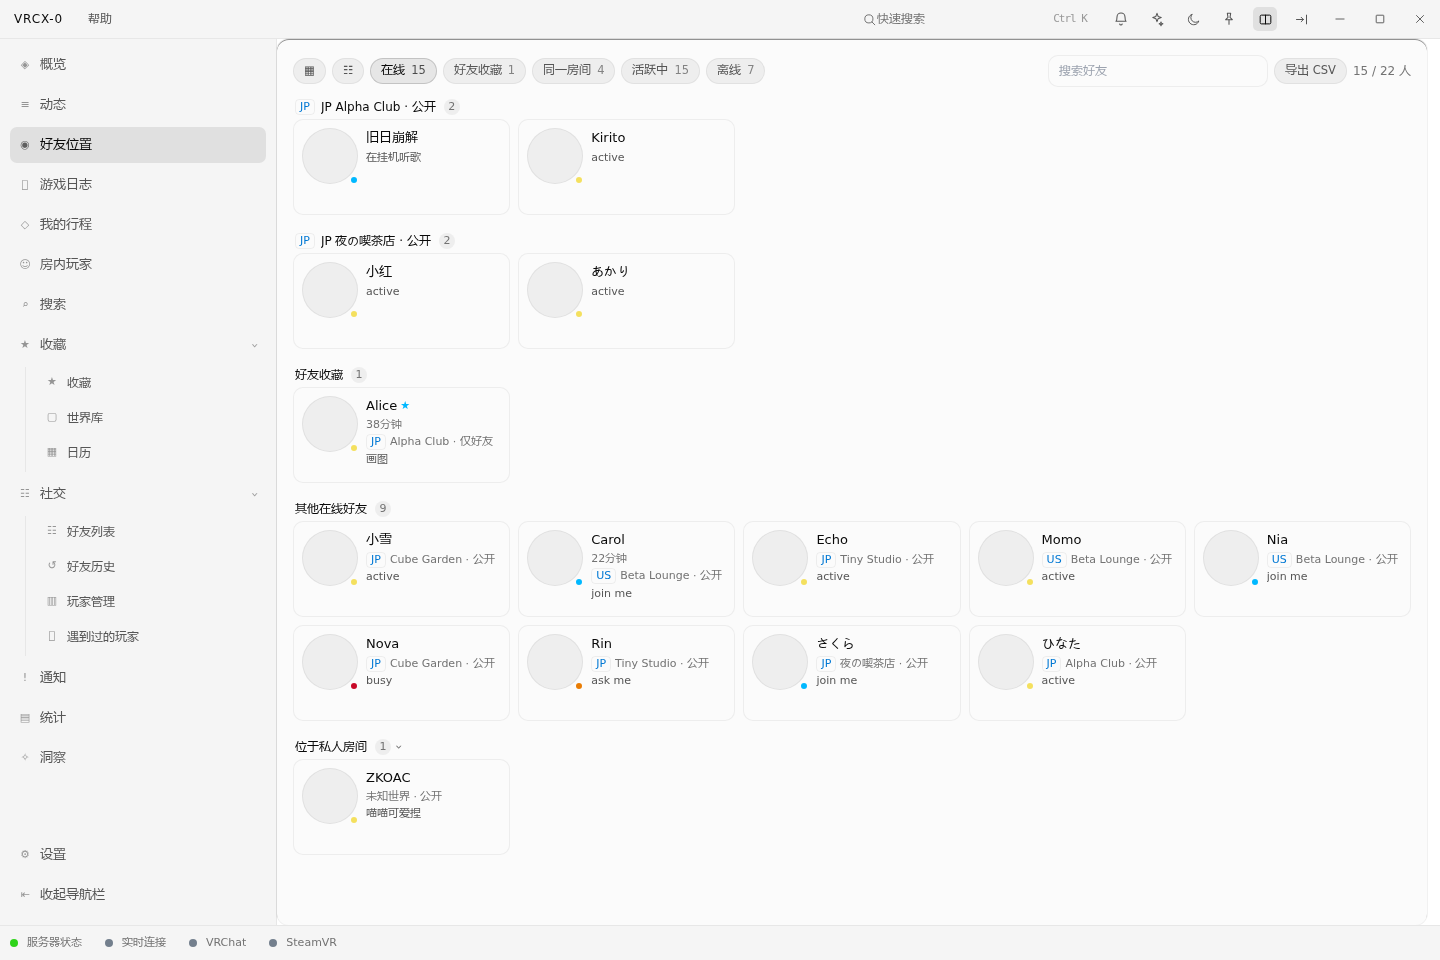 VRCX-0 帮助 快速搜索 Ctrl K
概览
动态
好友位置
游戏日志
我的行程
房内玩家
搜索
收藏
收藏
世界库
日历
社交
好友列表
好友历史
玩家管理
遇到过的玩家
通知
统计
洞察
设置
收起导航栏
在线 15 好友收藏 1 同一房间 4 活跃中 15 离线 7 搜索好友 导出 CSV 15 / 22 人
JP JP Alpha Club · 公开 2
旧日崩解
在挂机听歌
Kirito
active
JP JP 夜の喫茶店 · 公开 2
小红
active
あかり
active
好友收藏 1
Alice ★
38分钟
JP Alpha Club · 仅好友
画图
其他在线好友 9
小雪
JP Cube Garden · 公开
active
Carol
22分钟
US Beta Lounge · 公开
join me
Echo
JP Tiny Studio · 公开
active
Momo
US Beta Lounge · 公开
active
Nia
US Beta Lounge · 公开
join me
Nova
JP Cube Garden · 公开
busy
Rin
JP Tiny Studio · 公开
ask me
さくら
JP 夜の喫茶店 · 公开
join me
ひなた
JP Alpha Club · 公开
active
位于私人房间 1
ZKOAC
未知世界 · 公开
喵喵可爱捏
服务器状态 实时连接 VRChat SteamVR